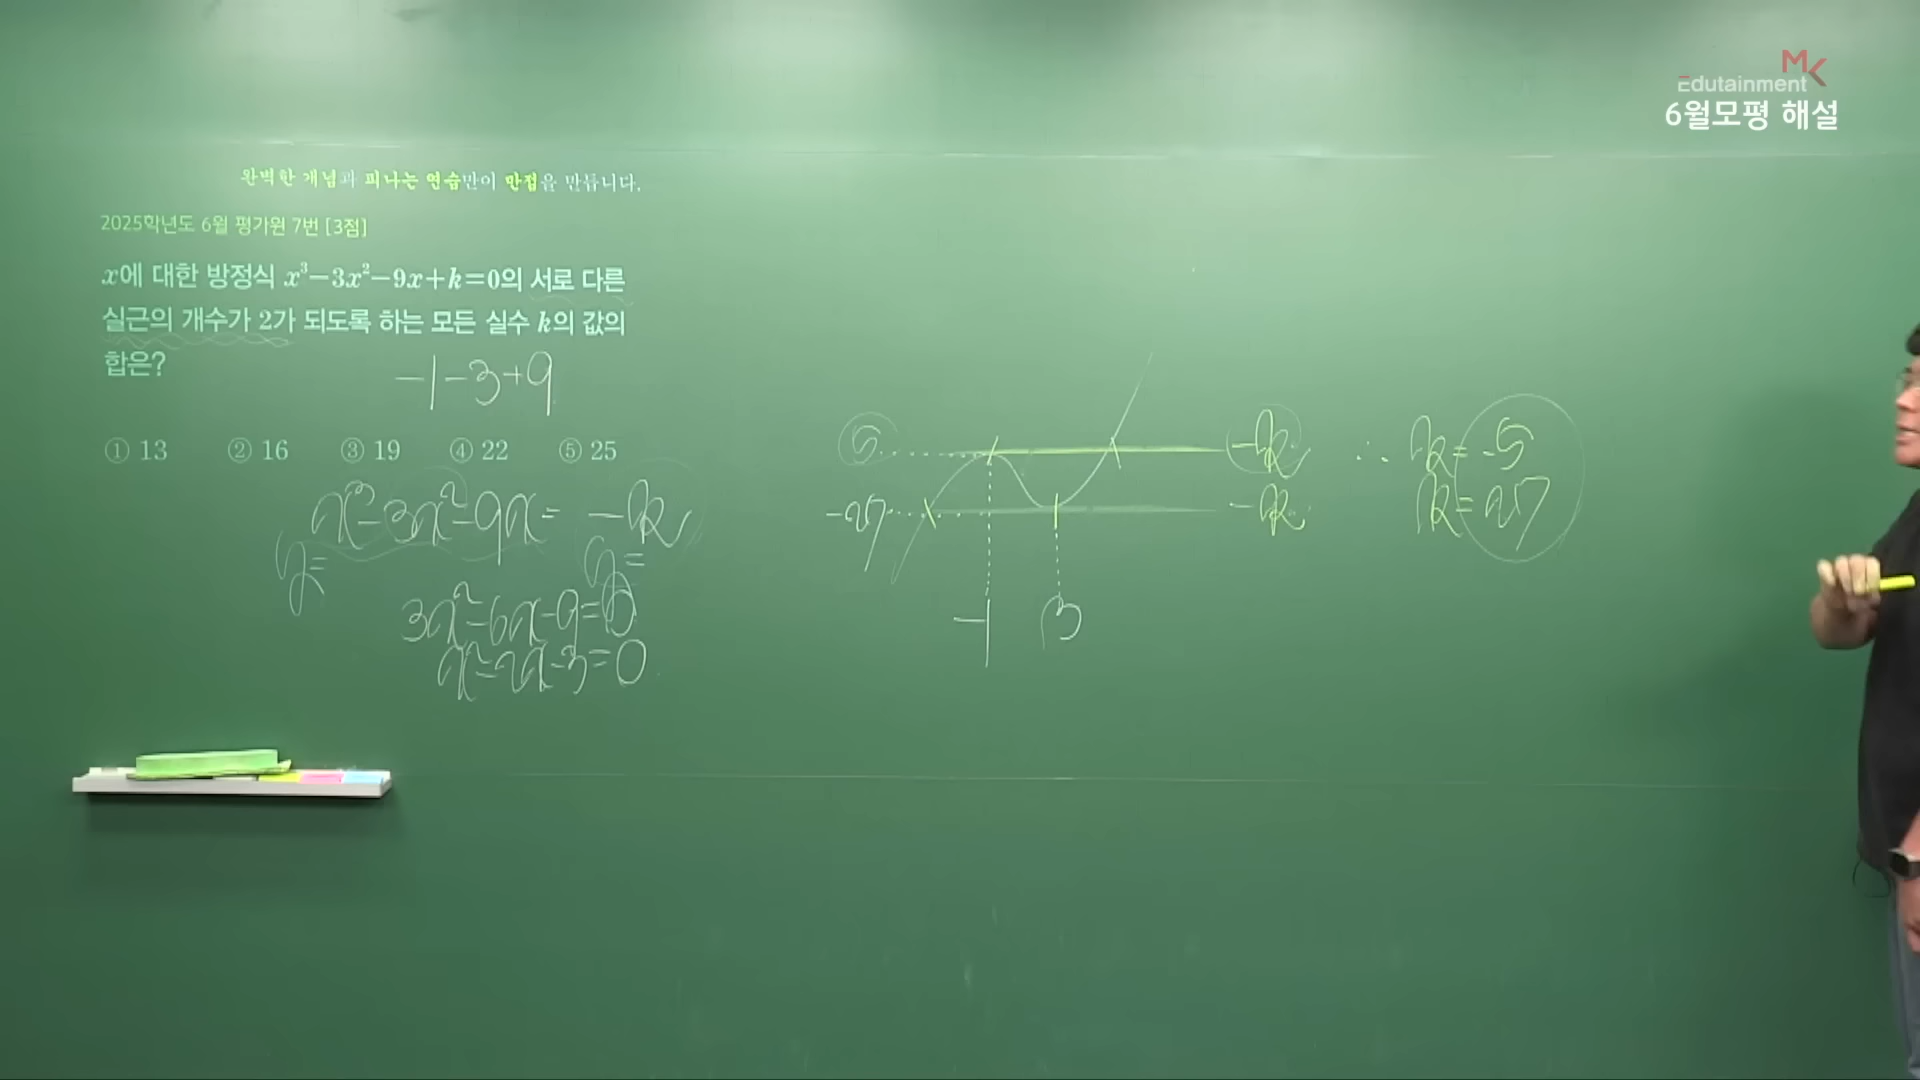 MK
Edutainment
6월모평 해설
완벽한 개념과 피나는 연습만이 만점을 만듭니다.
2025학년도 6월 평가원 7번 [3점]
x에 대한 방정식 x³-3x²-9x+k=0의 서로 다른
실근의 개수가 2가 되도록 하는 모든 실수 k의 값의
합은?
-1-3+9
① 13 ② 16 ③ 19 ④ 22 ⑤ 25
x³-3x²-9x= -k
y= y=
3x²-6x-9=0
x²-2x-3=0
5 -k ∴ k=-5
-27 -k k=27
-1 3